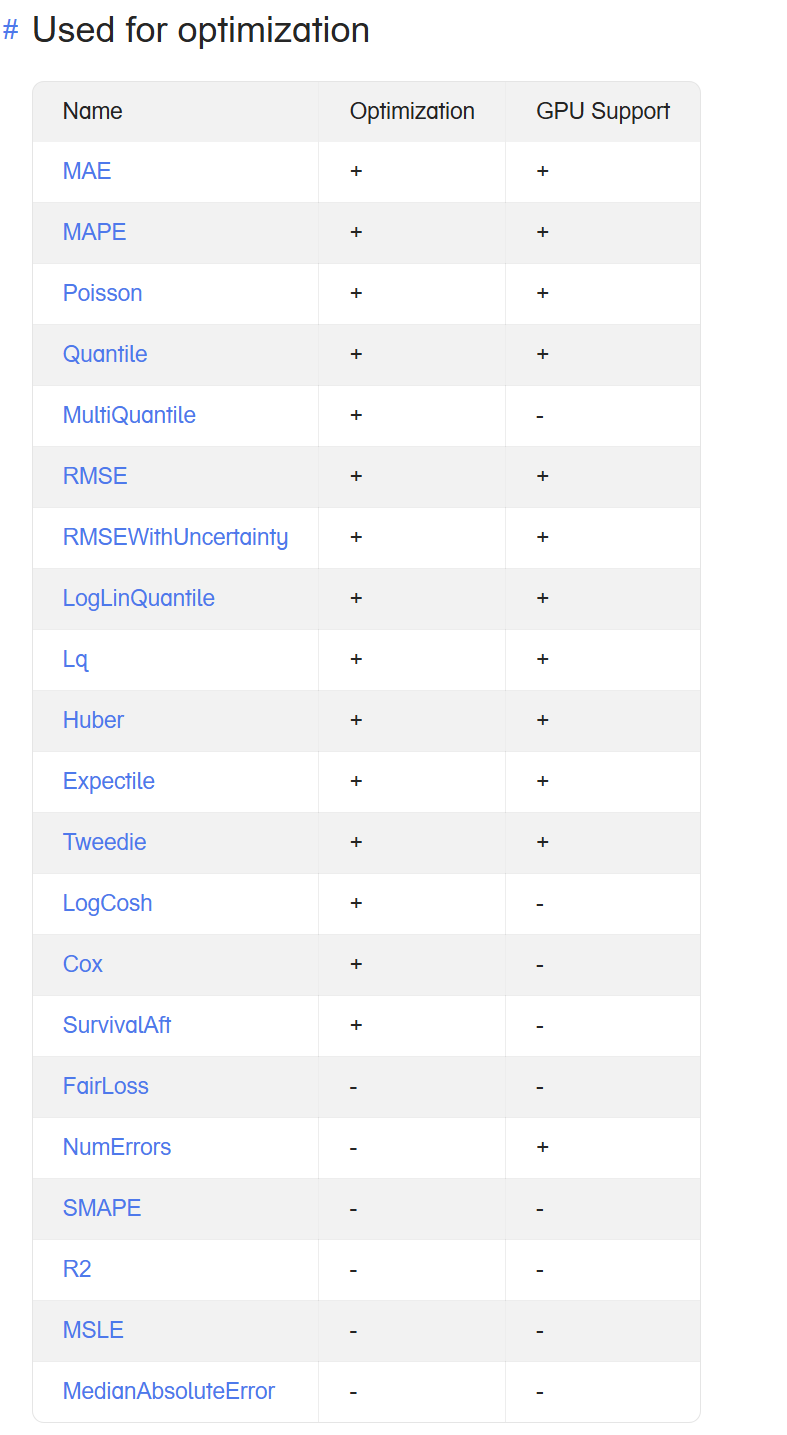 # Used for optimization
Name Optimization GPU Support
MAE + +
MAPE + +
Poisson + +
Quantile + +
MultiQuantile + -
RMSE + +
RMSEWithUncertainty + +
LogLinQuantile + +
Lq + +
Huber + +
Expectile + +
Tweedie + +
LogCosh + -
Cox + -
SurvivalAft + -
FairLoss - -
NumErrors - +
SMAPE - -
R2 - -
MSLE - -
MedianAbsoluteError - -